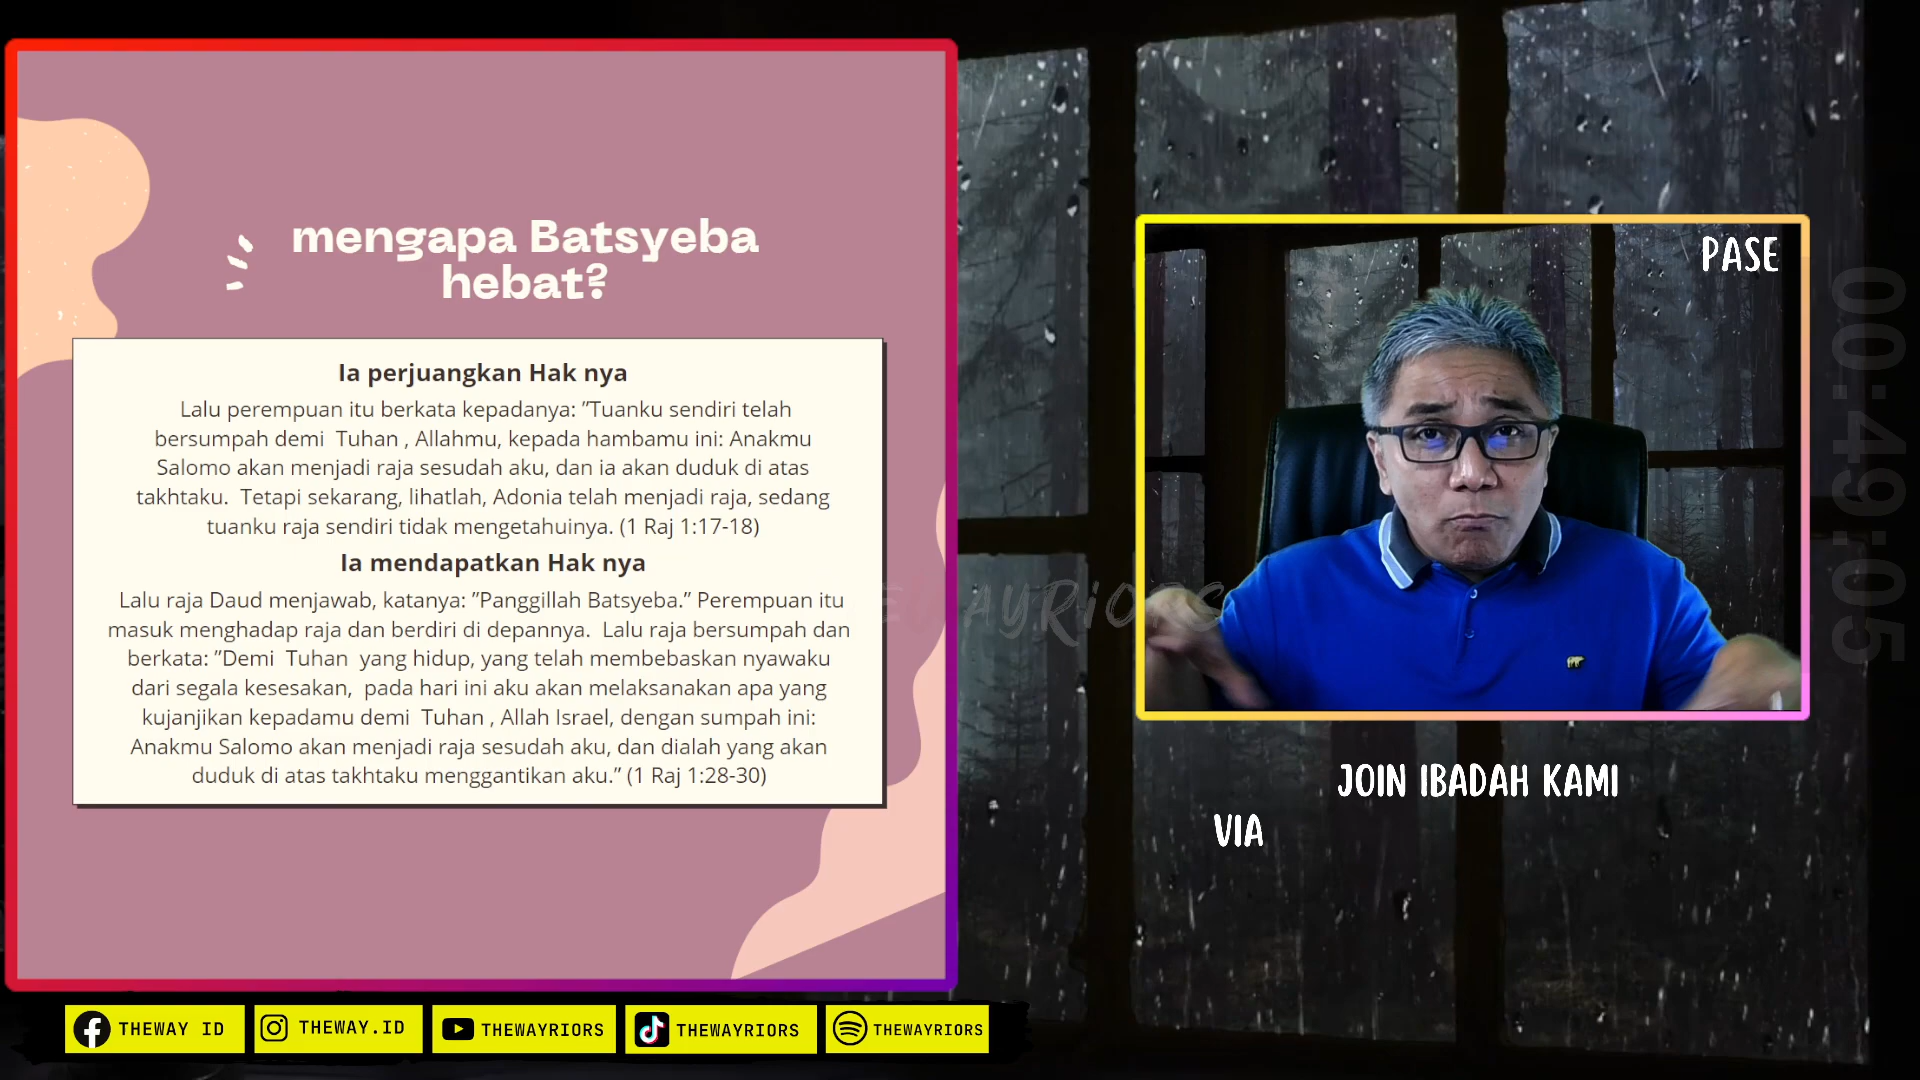 mengapa Batsyeba
hebat?
Ia perjuangkan Hak nya
Lalu perempuan itu berkata kepadanya: ”Tuanku sendiri telah
bersumpah demi Tuhan , Allahmu, kepada hambamu ini: Anakmu
Salomo akan menjadi raja sesudah aku, dan ia akan duduk di atas
takhtaku. Tetapi sekarang, lihatlah, Adonia telah menjadi raja, sedang
tuanku raja sendiri tidak mengetahuinya. (1 Raj 1:17-18)
Ia mendapatkan Hak nya
Lalu raja Daud menjawab, katanya: ”Panggillah Batsyeba.” Perempuan itu
masuk menghadap raja dan berdiri di depannya. Lalu raja bersumpah dan
berkata: ”Demi Tuhan yang hidup, yang telah membebaskan nyawaku
dari segala kesesakan, pada hari ini aku akan melaksanakan apa yang
kujanjikan kepadamu demi Tuhan , Allah Israel, dengan sumpah ini:
Anakmu Salomo akan menjadi raja sesudah aku, dan dialah yang akan
duduk di atas takhtaku menggantikan aku.” (1 Raj 1:28-30)
PASE
00:49:05
JOIN IBADAH KAMI
VIA
THEWAY ID
THEWAY.ID
THEWAYRIORS
THEWAYRIORS
THEWAYRIORS